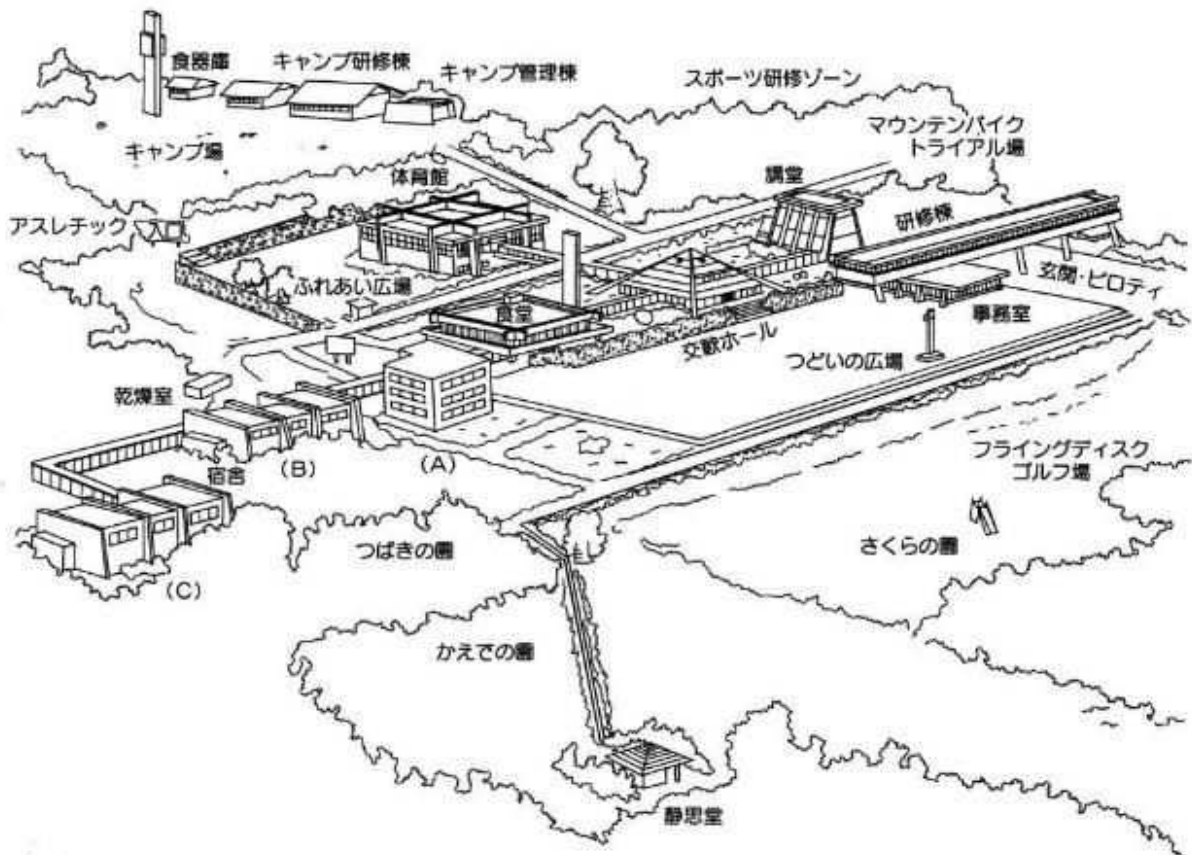 食器庫
キャンプ研修棟
キャンプ管理棟
スポーツ研修ゾーン
マウンテンバイク
トライアル場
キャンプ場
体育館
講堂
研修棟
アスレチック
入口
ふれあい広場
玄関・ピロティ
食堂
事務室
交歓ホール
つどいの広場
乾燥室
宿舎
(B)
(A)
フライングディスク
ゴルフ場
つばきの園
さくらの園
(C)
かえでの園
静思堂